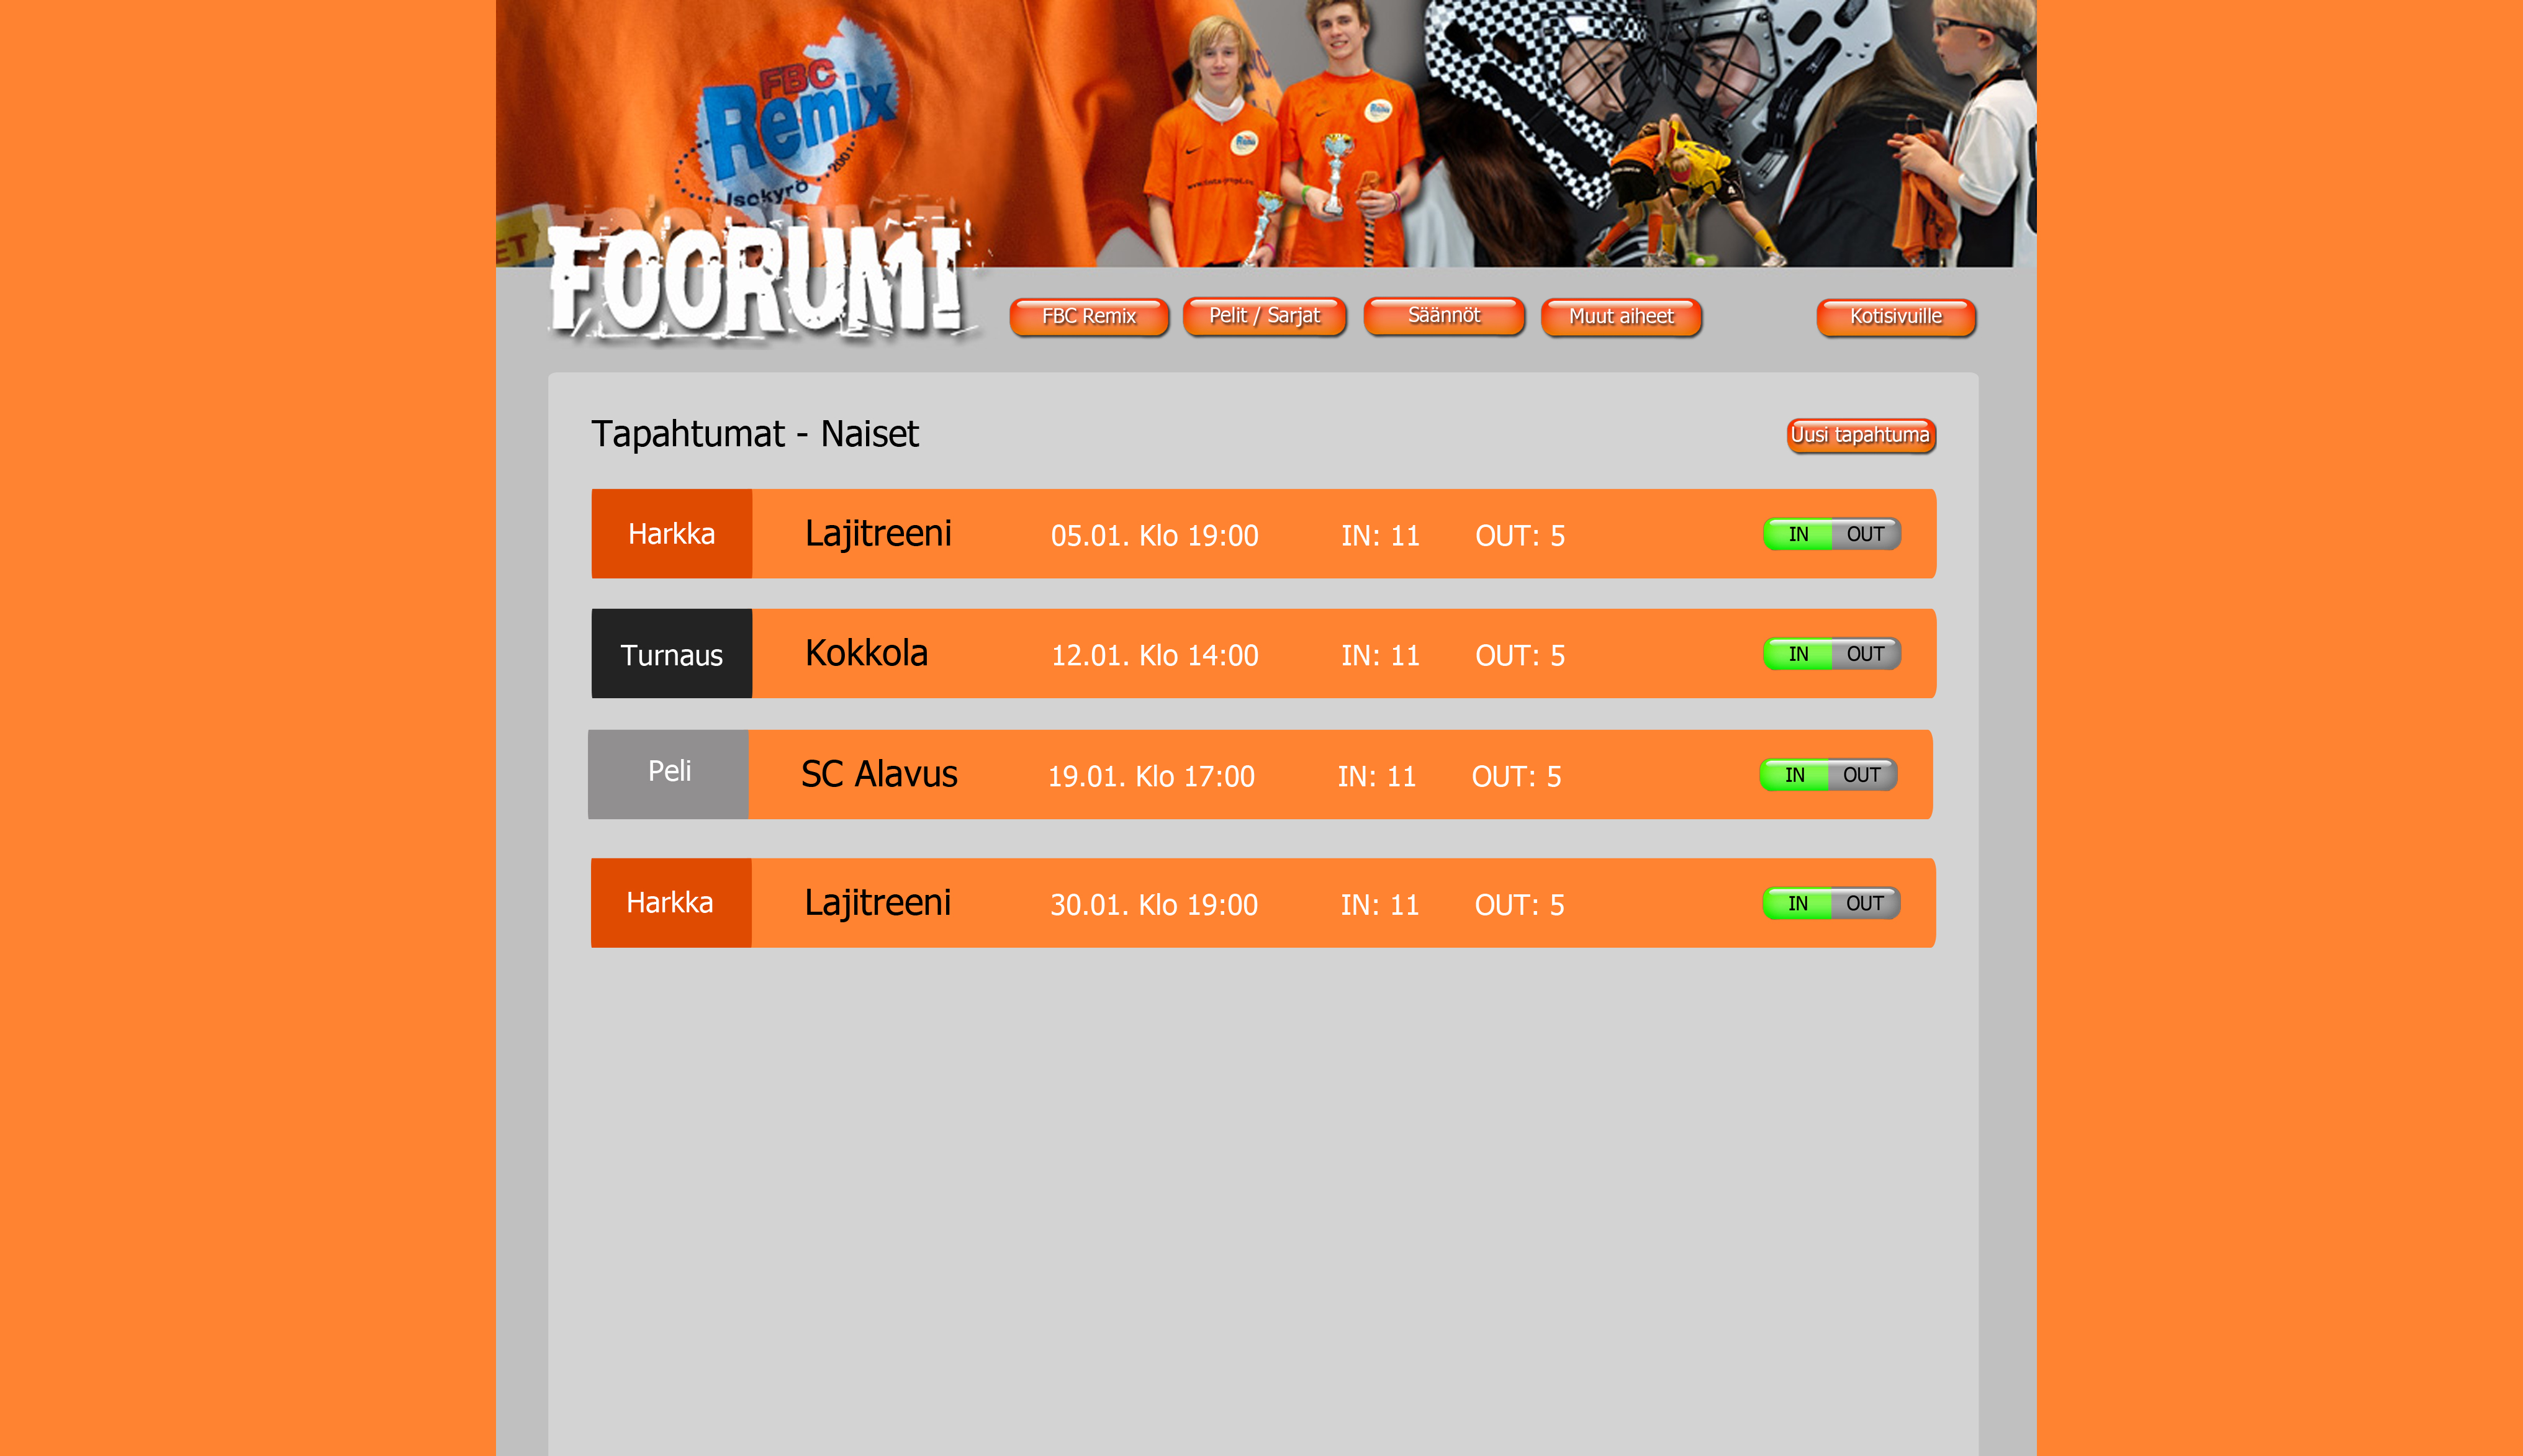 FBC
Remix
2001
Isokyrö
ET
FOORUMI
FBC Remix
Pelit / Sarjat
Säännöt
Muut aiheet
Kotisivuille
Tapahtumat - Naiset
Uusi tapahtuma
Harkka Lajitreeni 05.01. Klo 19:00 IN: 11 OUT: 5 IN OUT
Turnaus Kokkola 12.01. Klo 14:00 IN: 11 OUT: 5 IN OUT
Peli SC Alavus 19.01. Klo 17:00 IN: 11 OUT: 5 IN OUT
Harkka Lajitreeni 30.01. Klo 19:00 IN: 11 OUT: 5 IN OUT